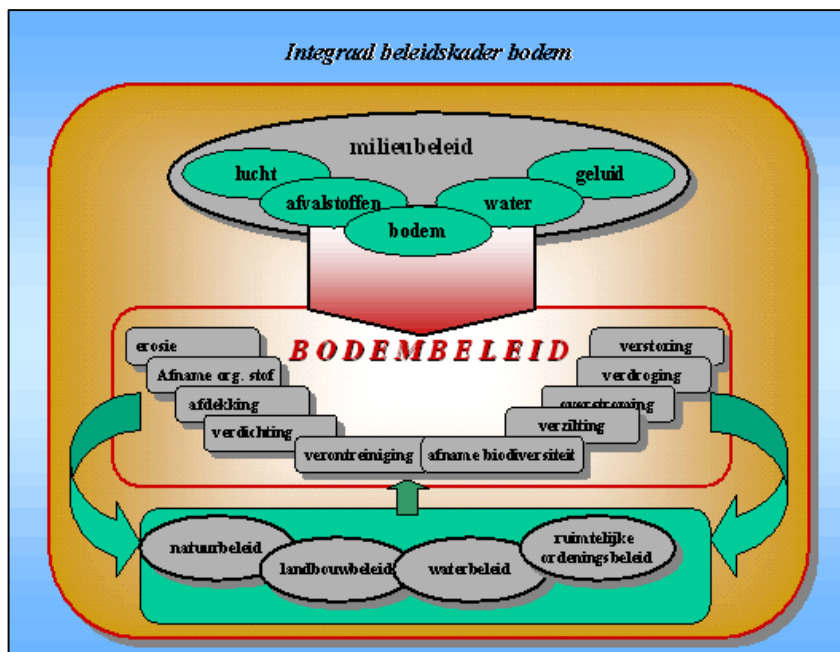 Integraal beleidskader bodem
milieubeleid
lucht
geluid
afvalstoffen
water
bodem
BODEMBELEID
erosie
Afname org. stof
afdekking
verdichting
verontreiniging
afname biodiversiteit
verzilting
overstroming
verdroging
verstoring
natuurbeleid
landbouwbeleid
waterbeleid
ruimtelijke
ordeningsbeleid